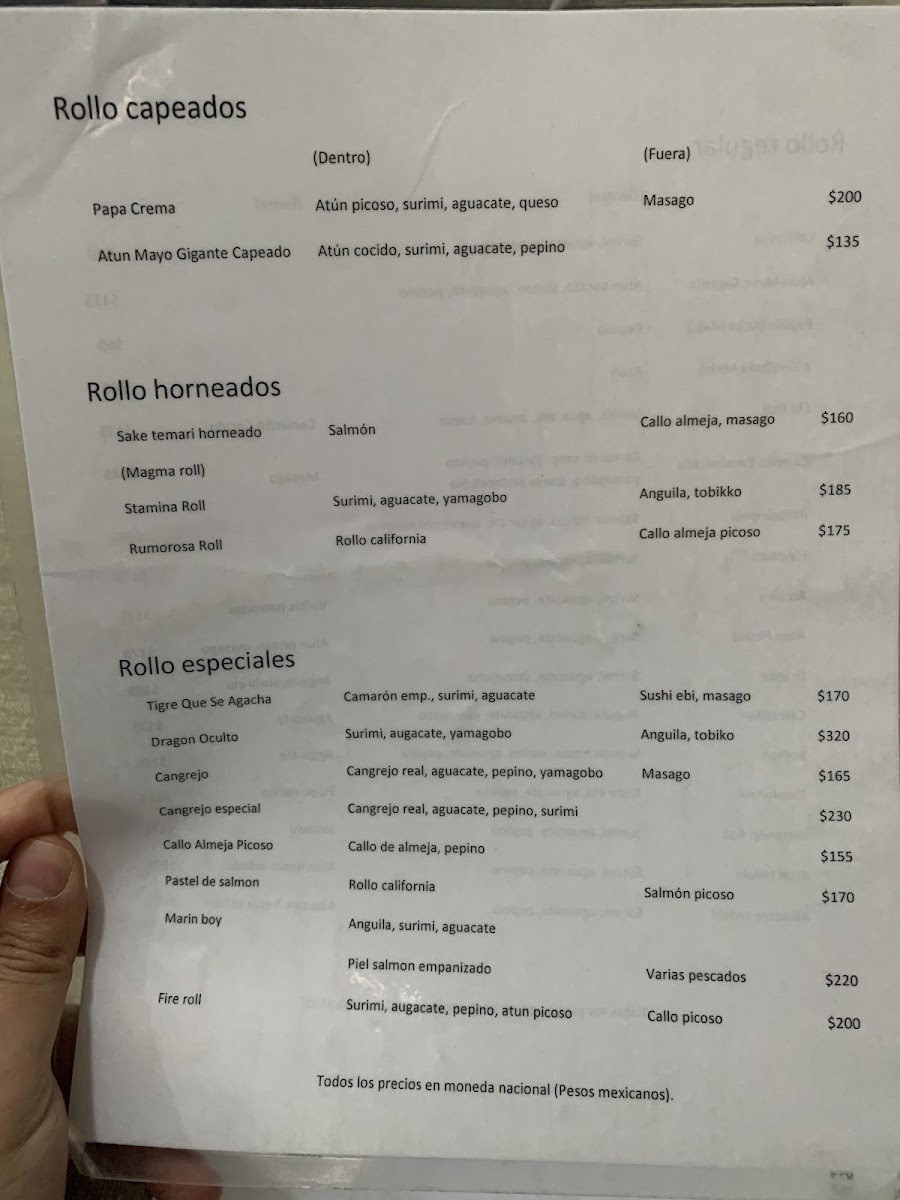 Rollo capeados
(Dentro) (Fuera)
Papa Crema Atún picoso, surimi, aguacate, queso Masago $200
Atun Mayo Gigante Capeado Atún cocido, surimi, aguacate, pepino $135
Rollo horneados
Sake temari horneado Salmón Callo almeja, masago $160
(Magma roll)
Stamina Roll Surimi, aguacate, yamagobo Anguila, tobikko $185
Rumorosa Roll Rollo california Callo almeja picoso $175
Rollo especiales
Tigre Que Se Agacha Camarón emp., surimi, aguacate Sushi ebi, masago $170
Dragon Oculto Surimi, augacate, yamagobo Anguila, tobiko $320
Cangrejo Cangrejo real, aguacate, pepino, yamagobo Masago $165
Cangrejo especial Cangrejo real, aguacate, pepino, surimi $230
Callo Almeja Picoso Callo de almeja, pepino $155
Pastel de salmon Rollo california Salmón picoso $170
Marin boy Anguila, surimi, aguacate
Piel salmon empanizado Varias pescados $220
Fire roll Surimi, augacate, pepino, atun picoso Callo picoso $200
Todos los precios en moneda nacional (Pesos mexicanos).